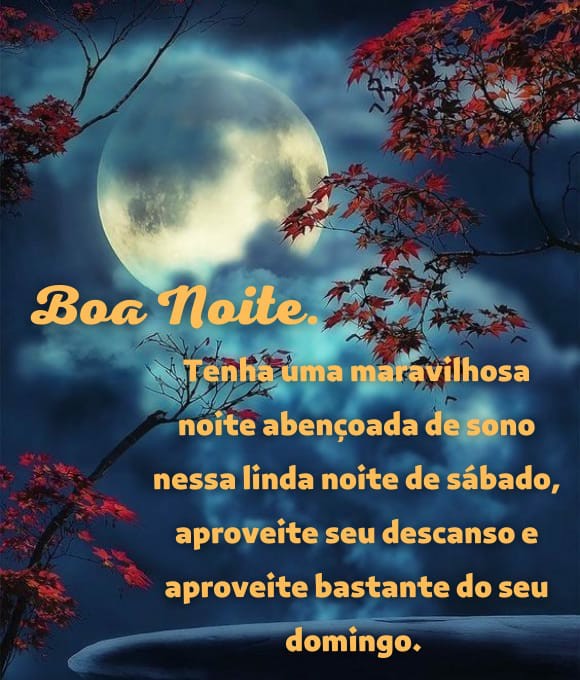 Boa Noite.
Tenha uma maravilhosa
noite abençoada de sono
nessa linda noite de sábado,
aproveite seu descanso e
aproveite bastante do seu
domingo.